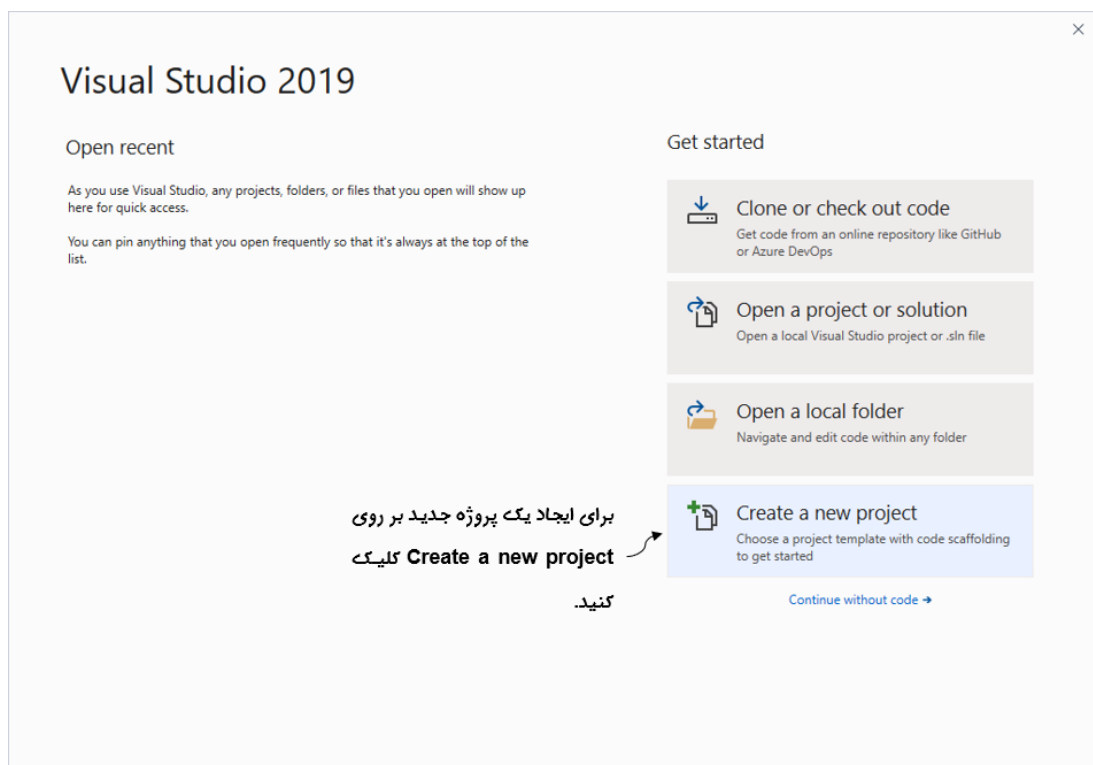 Visual Studio 2019
Open recent
As you use Visual Studio, any projects, folders, or files that you open will show up
here for quick access.
You can pin anything that you open frequently so that it's always at the top of the
list.
Get started
Clone or check out code
Get code from an online repository like GitHub
or Azure DevOps
Open a project or solution
Open a local Visual Studio project or .sln file
Open a local folder
Navigate and edit code within any folder
Create a new project
Choose a project template with code scaffolding
to get started
Continue without code →
برای ایجاد یک پروژه جدید بر روی
Create a new project کلیک
کنید.